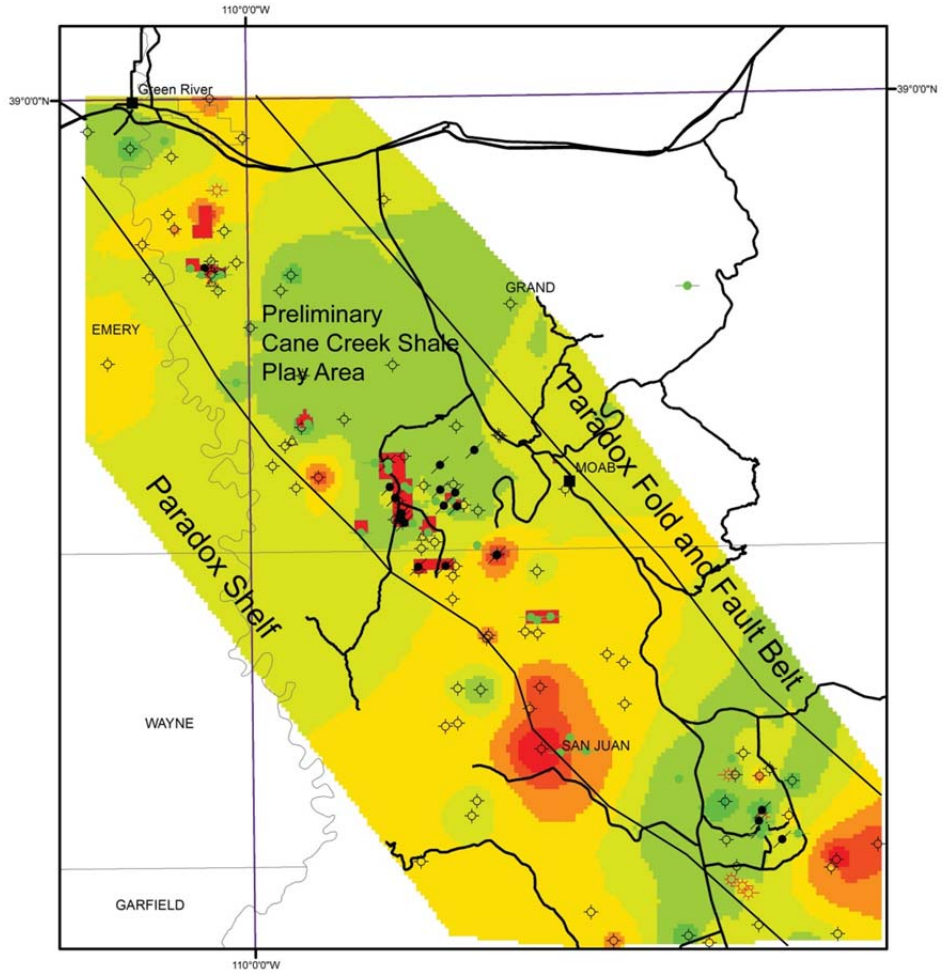 110°0'0"W
Green River
39°0'0"N
39°0'0"N
GRAND
Preliminary
Cane Creek Shale
Play Area
EMERY
Paradox Fold and Fault Belt
MOAB
Paradox Shelf
WAYNE
SAN JUAN
GARFIELD
110°0'0"W